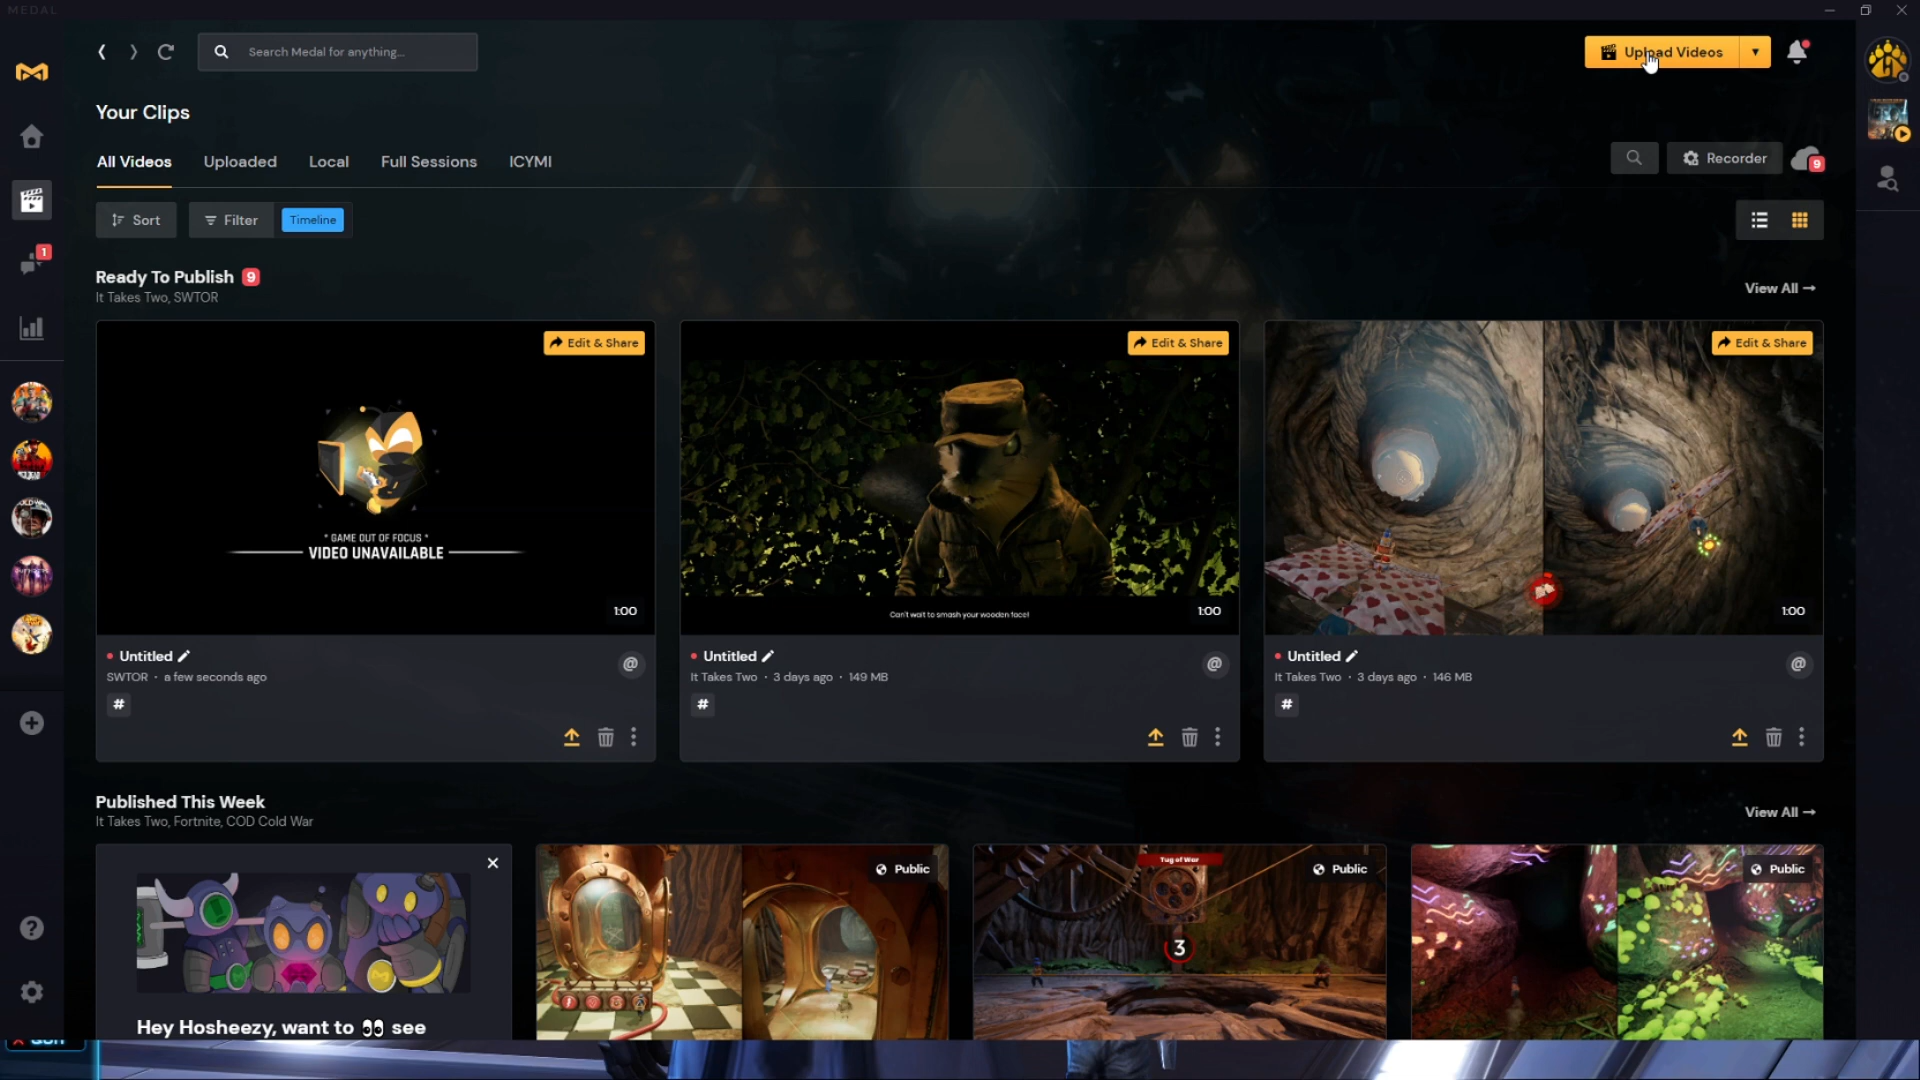 MEDAL
Search Medal for anything...
Upload Videos
Your Clips
All Videos
Uploaded
Local
Full Sessions
ICYMI
Recorder
9
Sort
Filter
Timeline
1
Ready To Publish 9
It Takes Two, SWTOR
View All →
Edit & Share
* GAME OUT OF FOCUS *
VIDEO UNAVAILABLE
1:00
Untitled
SWTOR • a few seconds ago
@
#
Edit & Share
Can't wait to smash your wooden face!
1:00
Untitled
It Takes Two • 3 days ago • 149 MB
@
#
Edit & Share
1:00
Untitled
It Takes Two • 3 days ago • 146 MB
@
#
Published This Week
It Takes Two, Fortnite, COD Cold War
View All →
Hey Hosheezy, want to 👀 see
Public
Tug of War
3
Public
Public
?